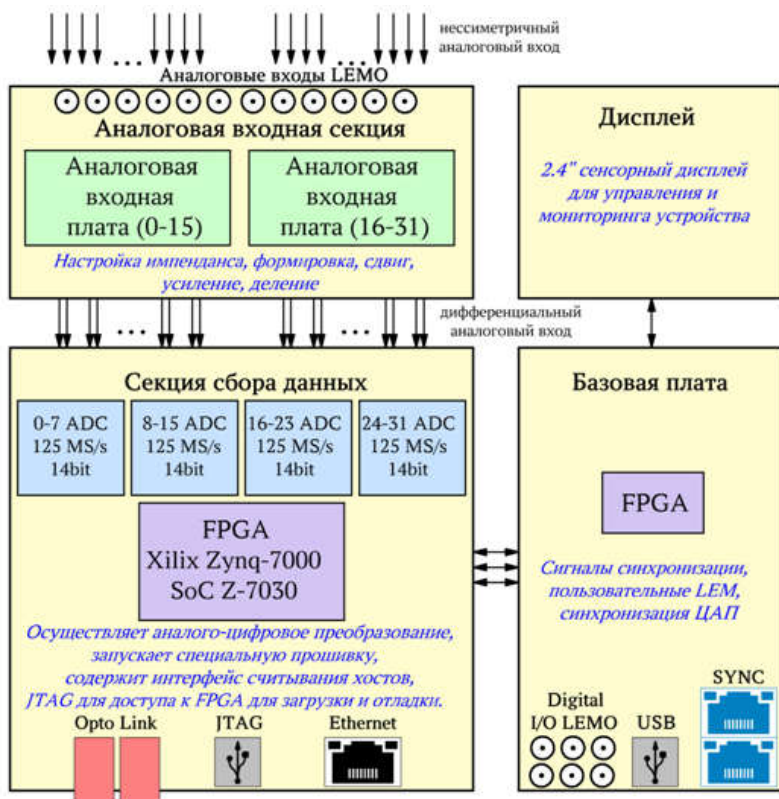 нессиметричный
аналоговый вход
...
...
Аналоговые входы LEMO
Аналоговая входная секция
Аналоговая
входная
плата (0-15)
Аналоговая
входная
плата (16-31)
Настройка импенданса, формировка, сдвиг,
усиление, деление
Дисплей
2.4" сенсорный дисплей
для управления и
мониторинга устройства
...
...
дифференциальный
аналоговый вход
Секция сбора данных
0-7 ADC
125 MS/s
14bit
8-15 ADC
125 MS/s
14bit
16-23 ADC
125 MS/s
14bit
24-31 ADC
125 MS/s
14bit
FPGA
Xilix Zynq-7000
SoC Z-7030
Осуществляет аналого-цифровое преобразование,
запускает специальную прошивку,
содержит интерфейс считывания хостов,
JTAG для доступа к FPGA для загрузки и отладки.
Opto Link
JTAG
Ethernet
Базовая плата
FPGA
Сигналы синхронизации,
пользовательные LEM,
синхронизация ЦАП
Digital
I/O LEMO
USB
SYNC